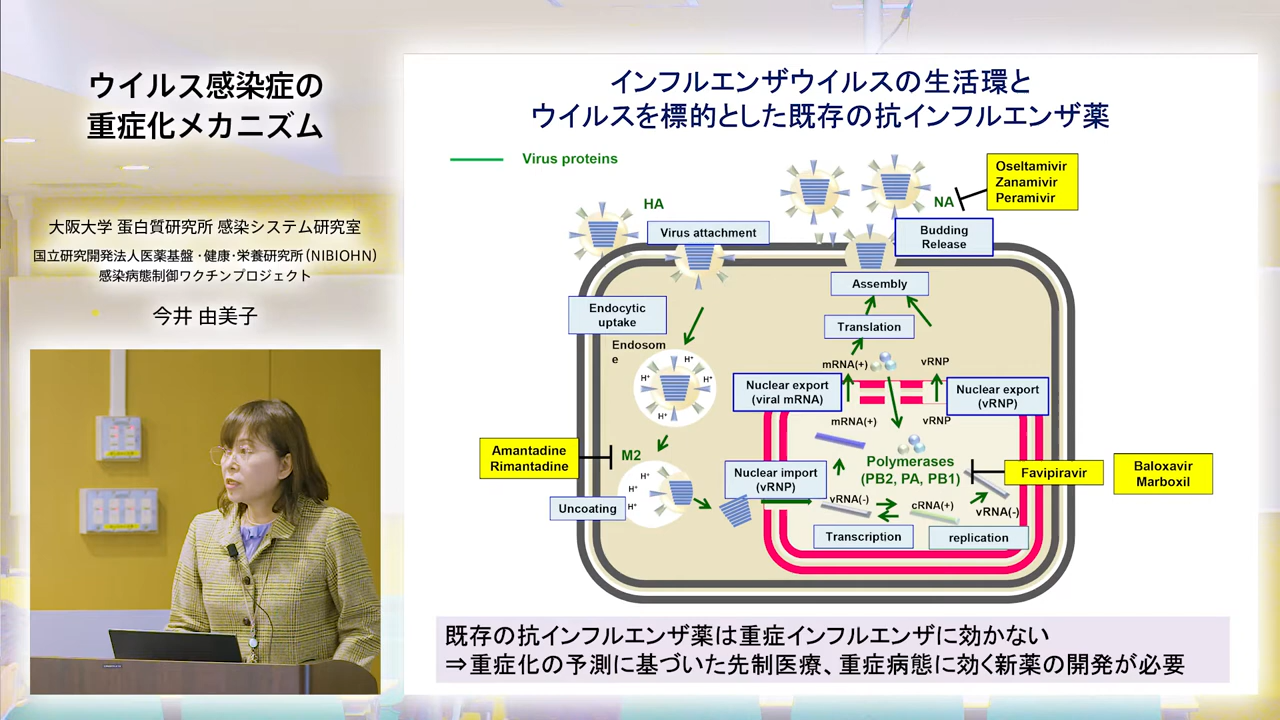 ウイルス感染症の
重症化メカニズム
大阪大学 蛋白質研究所 感染システム研究室
国立研究開発法人医薬基盤・健康・栄養研究所(NIBIOHN)
感染病態制御ワクチンプロジェクト
今井 由美子
インフルエンザウイルスの生活環と
ウイルスを標的とした既存の抗インフルエンザ薬
Virus proteins
HA
Virus attachment
NA
Oseltamivir
Zanamivir
Peramivir
Budding
Release
Assembly
Endocytic
uptake
Translation
Endosom
e
H⁺
H⁺
H⁺
H⁺
mRNA(+)
vRNP
Nuclear export
(viral mRNA)
Nuclear export
(vRNP)
mRNA(+)
vRNP
Amantadine
Rimantadine
M2
H⁺
H⁺
H⁺
Uncoating
Nuclear import
(vRNP)
Polymerases
(PB2, PA, PB1)
Favipiravir
Baloxavir
Marboxil
vRNA(-)
cRNA(+)
vRNA(-)
Transcription
replication
既存の抗インフルエンザ薬は重症インフルエンザに効かない
⇒重症化の予測に基づいた先制医療、重症病態に効く新薬の開発が必要